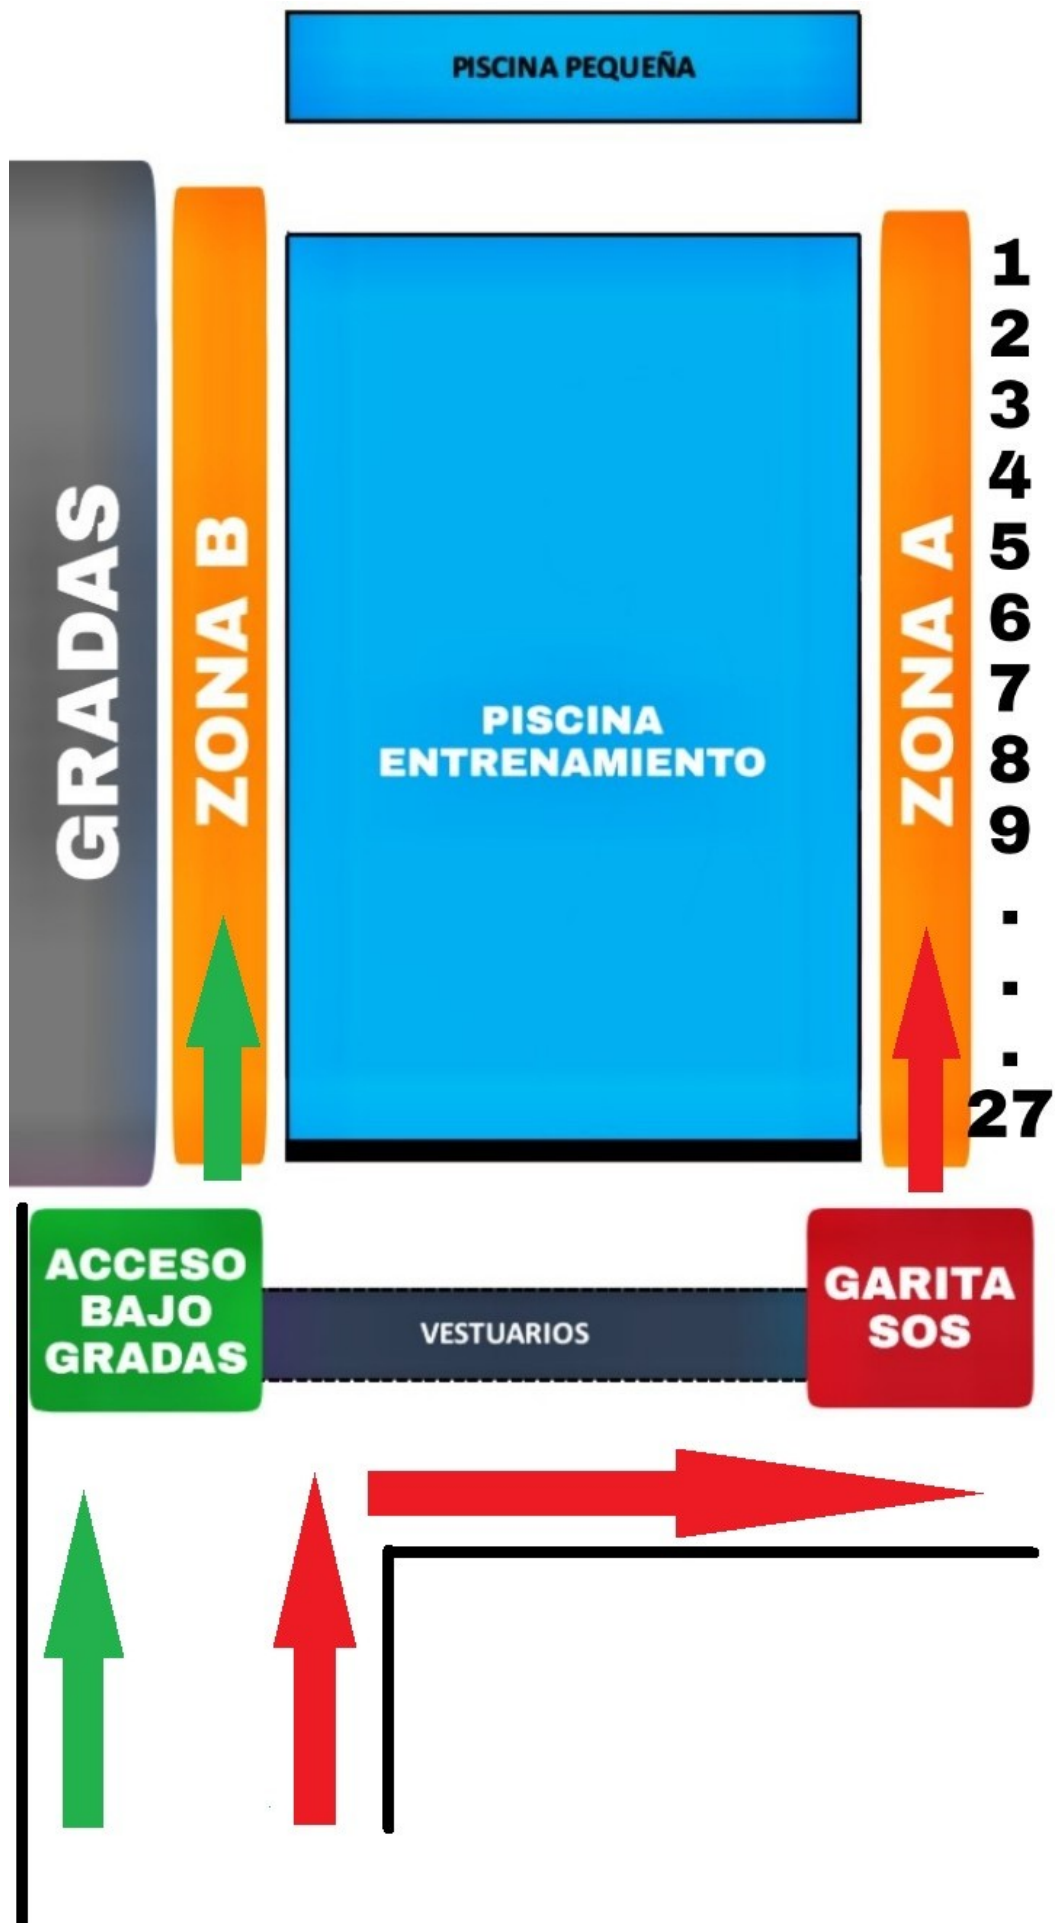 PISCINA PEQUEÑA
GRADAS
ZONA B
PISCINA
ENTRENAMIENTO
ZONA A
1
2
3
4
5
6
7
8
9
.
.
.
27
ACCESO
BAJO
GRADAS
VESTUARIOS
GARITA
SOS